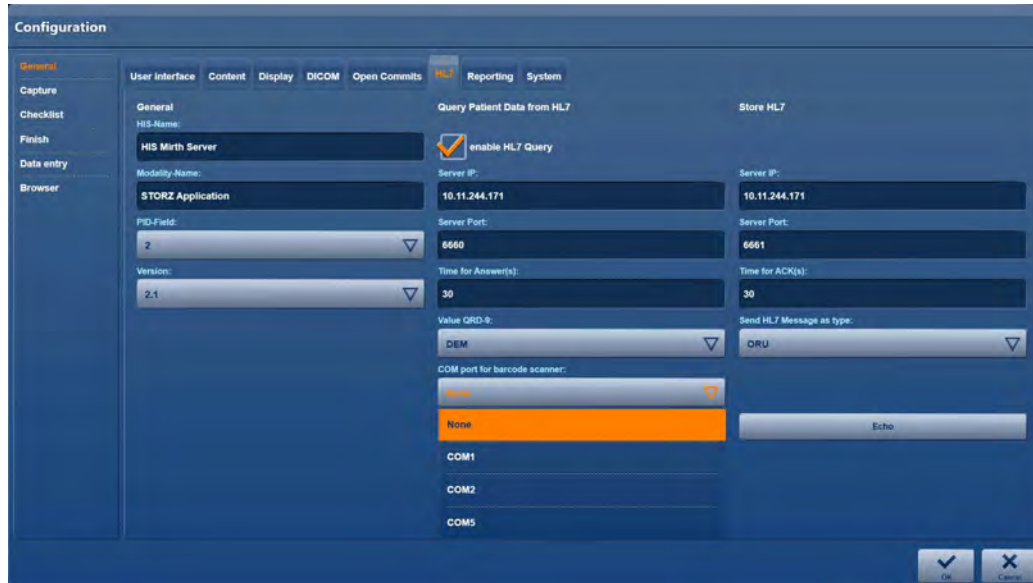 Configuration
General
Capture
Checklist
Finish
Data entry
Browser
User interface Content Display DICOM Open Commits HL7 Reporting System
General
HIS-Name:
HIS Mirth Server
Modality-Name:
STORZ Application
PID-Field:
2
Version:
2.1
Query Patient Data from HL7
enable HL7 Query
Server IP:
10.11.244.171
Server Port:
6660
Time for Answer(s):
30
Value QRD-9:
DEM
COM port for barcode scanner:
None
None
COM1
COM2
COM5
Store HL7
Server IP:
10.11.244.171
Server Port:
6661
Time for ACK(s):
30
Send HL7 Message as type:
ORU
Echo
OK
Cancel